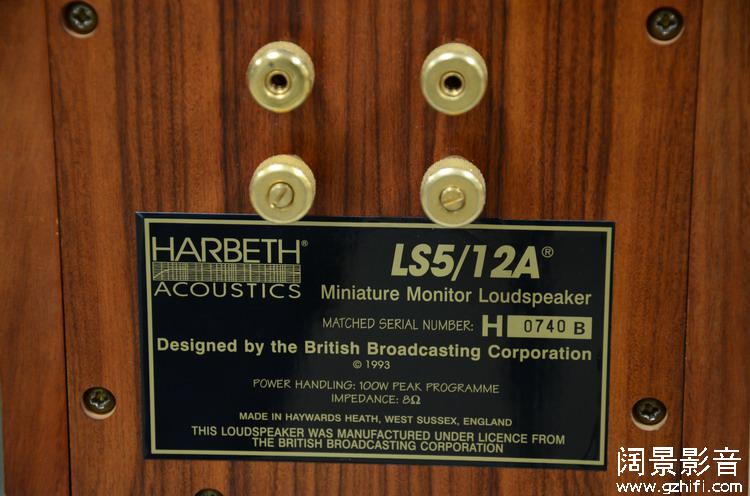 HARBETH®
ACOUSTICS
LS5/12A®
Miniature Monitor Loudspeaker
MATCHED SERIAL NUMBER: H 0740 B
Designed by the British Broadcasting Corporation
© 1993
POWER HANDLING: 100W PEAK PROGRAMME
IMPEDANCE: 8Ω
MADE IN HAYWARDS HEATH, WEST SUSSEX, ENGLAND
THIS LOUDSPEAKER WAS MANUFACTURED UNDER LICENCE FROM
THE BRITISH BROADCASTING CORPORATION
阔景影音
www.gzhifi.com